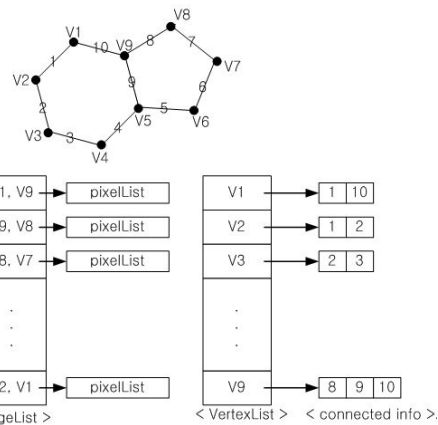 V8
V1
V9
8
7
10
1
V7
V2
9
6
2
V5
5
V6
V3
3
4
V4
1, V9 pixelList V1 1 10
9, V8 pixelList V2 1 2
8, V7 pixelList V3 2 3
. .
. .
. .
2, V1 pixelList V9 8 9 10
geList > < VertexList > < connected info >.